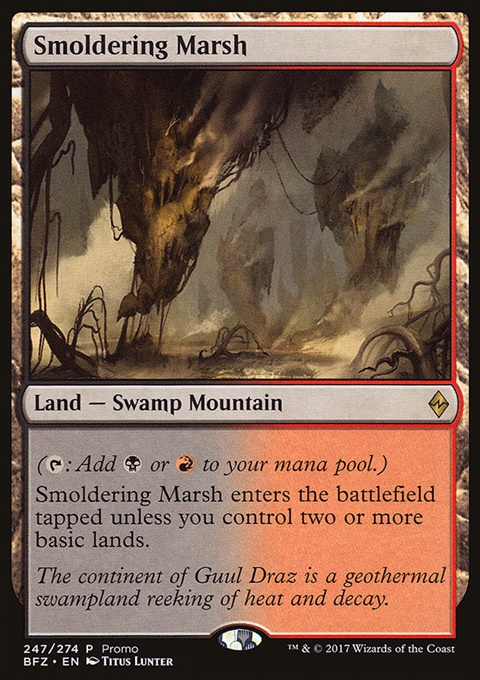 Smoldering Marsh
Land — Swamp Mountain
(: Add or to your mana pool.)
Smoldering Marsh enters the battlefield
tapped unless you control two or more
basic lands.
The continent of Guul Draz is a geothermal
swampland reeking of heat and decay.
247/274 P Promo
BFZ • EN Titus Lunter
™ & © 2017 Wizards of the Coast